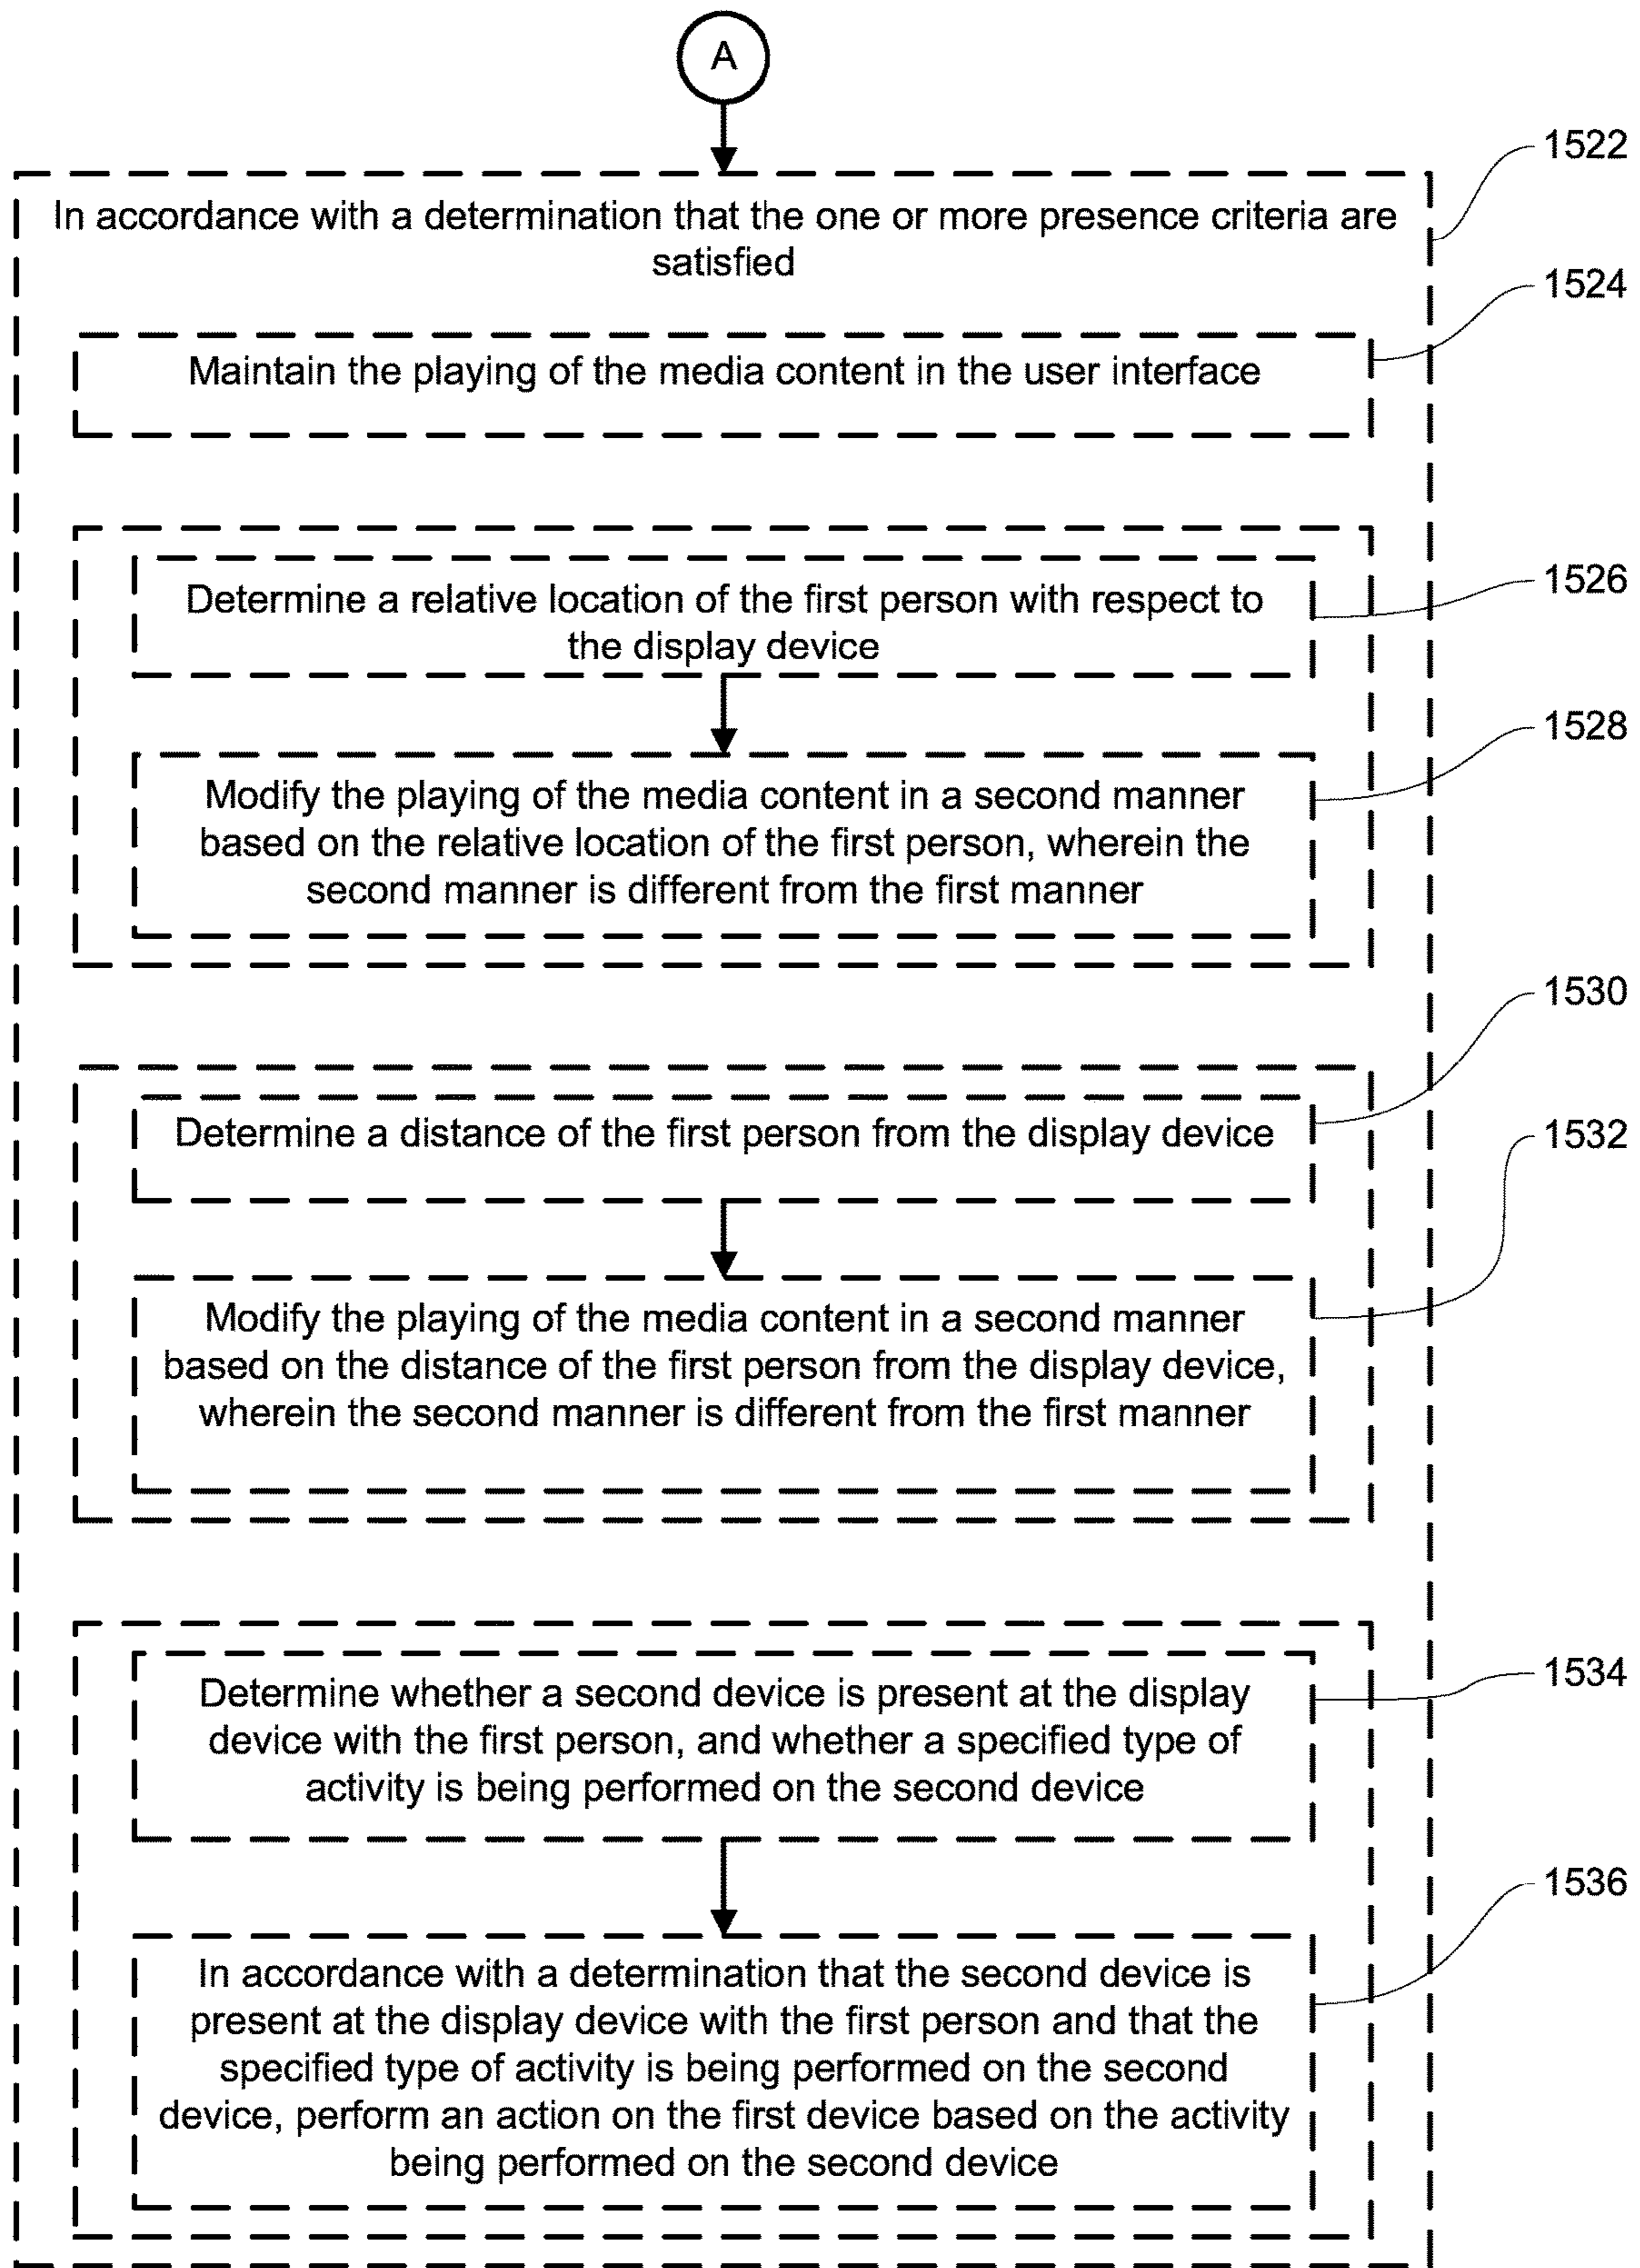 A
1522
In accordance with a determination that the one or more presence criteria are
satisfied
1524
Maintain the playing of the media content in the user interface
1526
Determine a relative location of the first person with respect to
the display device
1528
Modify the playing of the media content in a second manner
based on the relative location of the first person, wherein the
second manner is different from the first manner
1530
Determine a distance of the first person from the display device
1532
Modify the playing of the media content in a second manner
based on the distance of the first person from the display device,
wherein the second manner is different from the first manner
1534
Determine whether a second device is present at the display
device with the first person, and whether a specified type of
activity is being performed on the second device
1536
In accordance with a determination that the second device is
present at the display device with the first person and that the
specified type of activity is being performed on the second
device, perform an action on the first device based on the activity
being performed on the second device